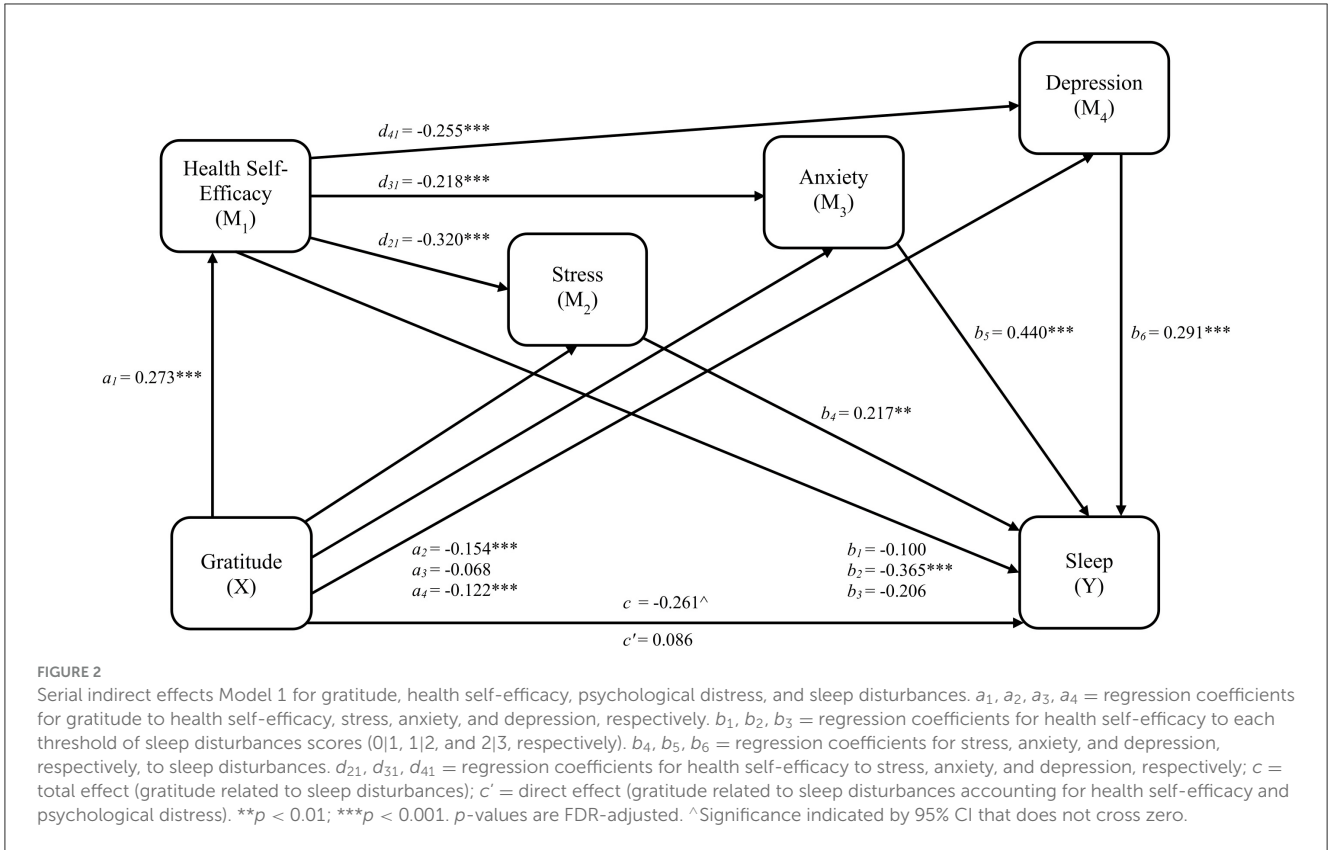 Depression
(M4)
d41 = -0.255***
Health Self-
Efficacy
(M1)
d31 = -0.218***
Anxiety
(M3)
d21 = -0.320***
Stress
(M2)
b5 = 0.440***
b6 = 0.291***
a1 = 0.273***
b4 = 0.217**
Gratitude
(X)
a2 = -0.154***
a3 = -0.068
a4 = -0.122***
b1 = -0.100
b2 = -0.365***
b3 = -0.206
Sleep
(Y)
c = -0.261^
c' = 0.086
FIGURE 2
Serial indirect effects Model 1 for gratitude, health self-efficacy, psychological distress, and sleep disturbances. a1, a2, a3, a4 = regression coefficients
for gratitude to health self-efficacy, stress, anxiety, and depression, respectively. b1, b2, b3 = regression coefficients for health self-efficacy to each
threshold of sleep disturbances scores (0|1, 1|2, and 2|3, respectively). b4, b5, b6 = regression coefficients for stress, anxiety, and depression,
respectively, to sleep disturbances. d21, d31, d41 = regression coefficients for health self-efficacy to stress, anxiety, and depression, respectively; c =
total effect (gratitude related to sleep disturbances); c' = direct effect (gratitude related to sleep disturbances accounting for health self-efficacy and
psychological distress). **p < 0.01; ***p < 0.001. p-values are FDR-adjusted. ^Significance indicated by 95% CI that does not cross zero.